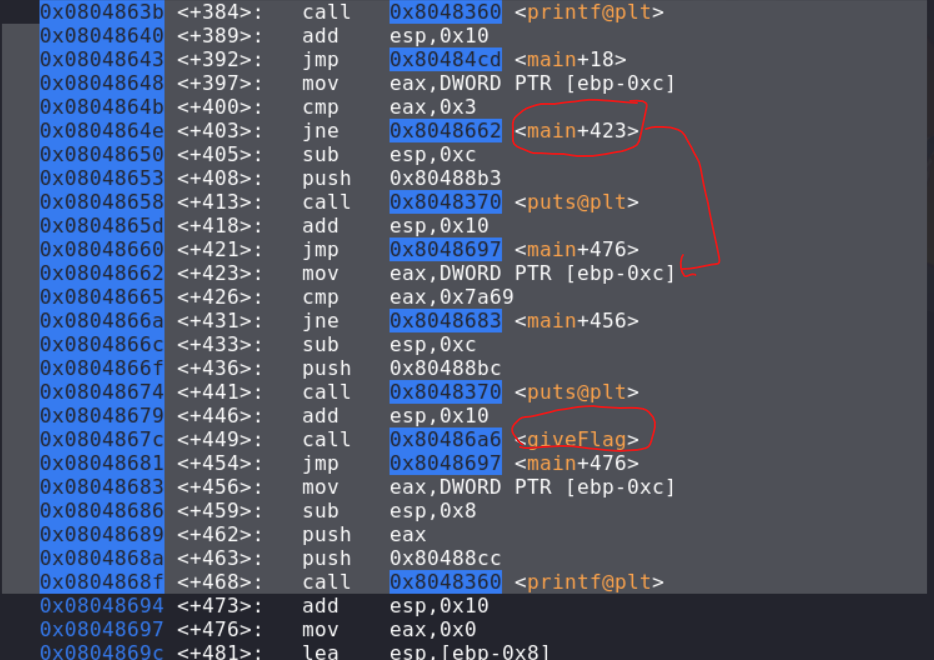 0x0804863b <+384>: call 0x8048360 <printf@plt>
0x08048640 <+389>: add esp,0x10
0x08048643 <+392>: jmp 0x80484cd <main+18>
0x08048648 <+397>: mov eax,DWORD PTR [ebp-0xc]
0x0804864b <+400>: cmp eax,0x3
0x0804864e <+403>: jne 0x8048662 <main+423>
0x08048650 <+405>: sub esp,0xc
0x08048653 <+408>: push 0x80488b3
0x08048658 <+413>: call 0x8048370 <puts@plt>
0x0804865d <+418>: add esp,0x10
0x08048660 <+421>: jmp 0x8048697 <main+476>
0x08048662 <+423>: mov eax,DWORD PTR [ebp-0xc]
0x08048665 <+426>: cmp eax,0x7a69
0x0804866a <+431>: jne 0x8048683 <main+456>
0x0804866c <+433>: sub esp,0xc
0x0804866f <+436>: push 0x80488bc
0x08048674 <+441>: call 0x8048370 <puts@plt>
0x08048679 <+446>: add esp,0x10
0x0804867c <+449>: call 0x80486a6 <giveFlag>
0x08048681 <+454>: jmp 0x8048697 <main+476>
0x08048683 <+456>: mov eax,DWORD PTR [ebp-0xc]
0x08048686 <+459>: sub esp,0x8
0x08048689 <+462>: push eax
0x0804868a <+463>: push 0x80488cc
0x0804868f <+468>: call 0x8048360 <printf@plt>
0x08048694 <+473>: add esp,0x10
0x08048697 <+476>: mov eax,0x0
0x0804869c <+481>: lea esp,[ebp-0x8]